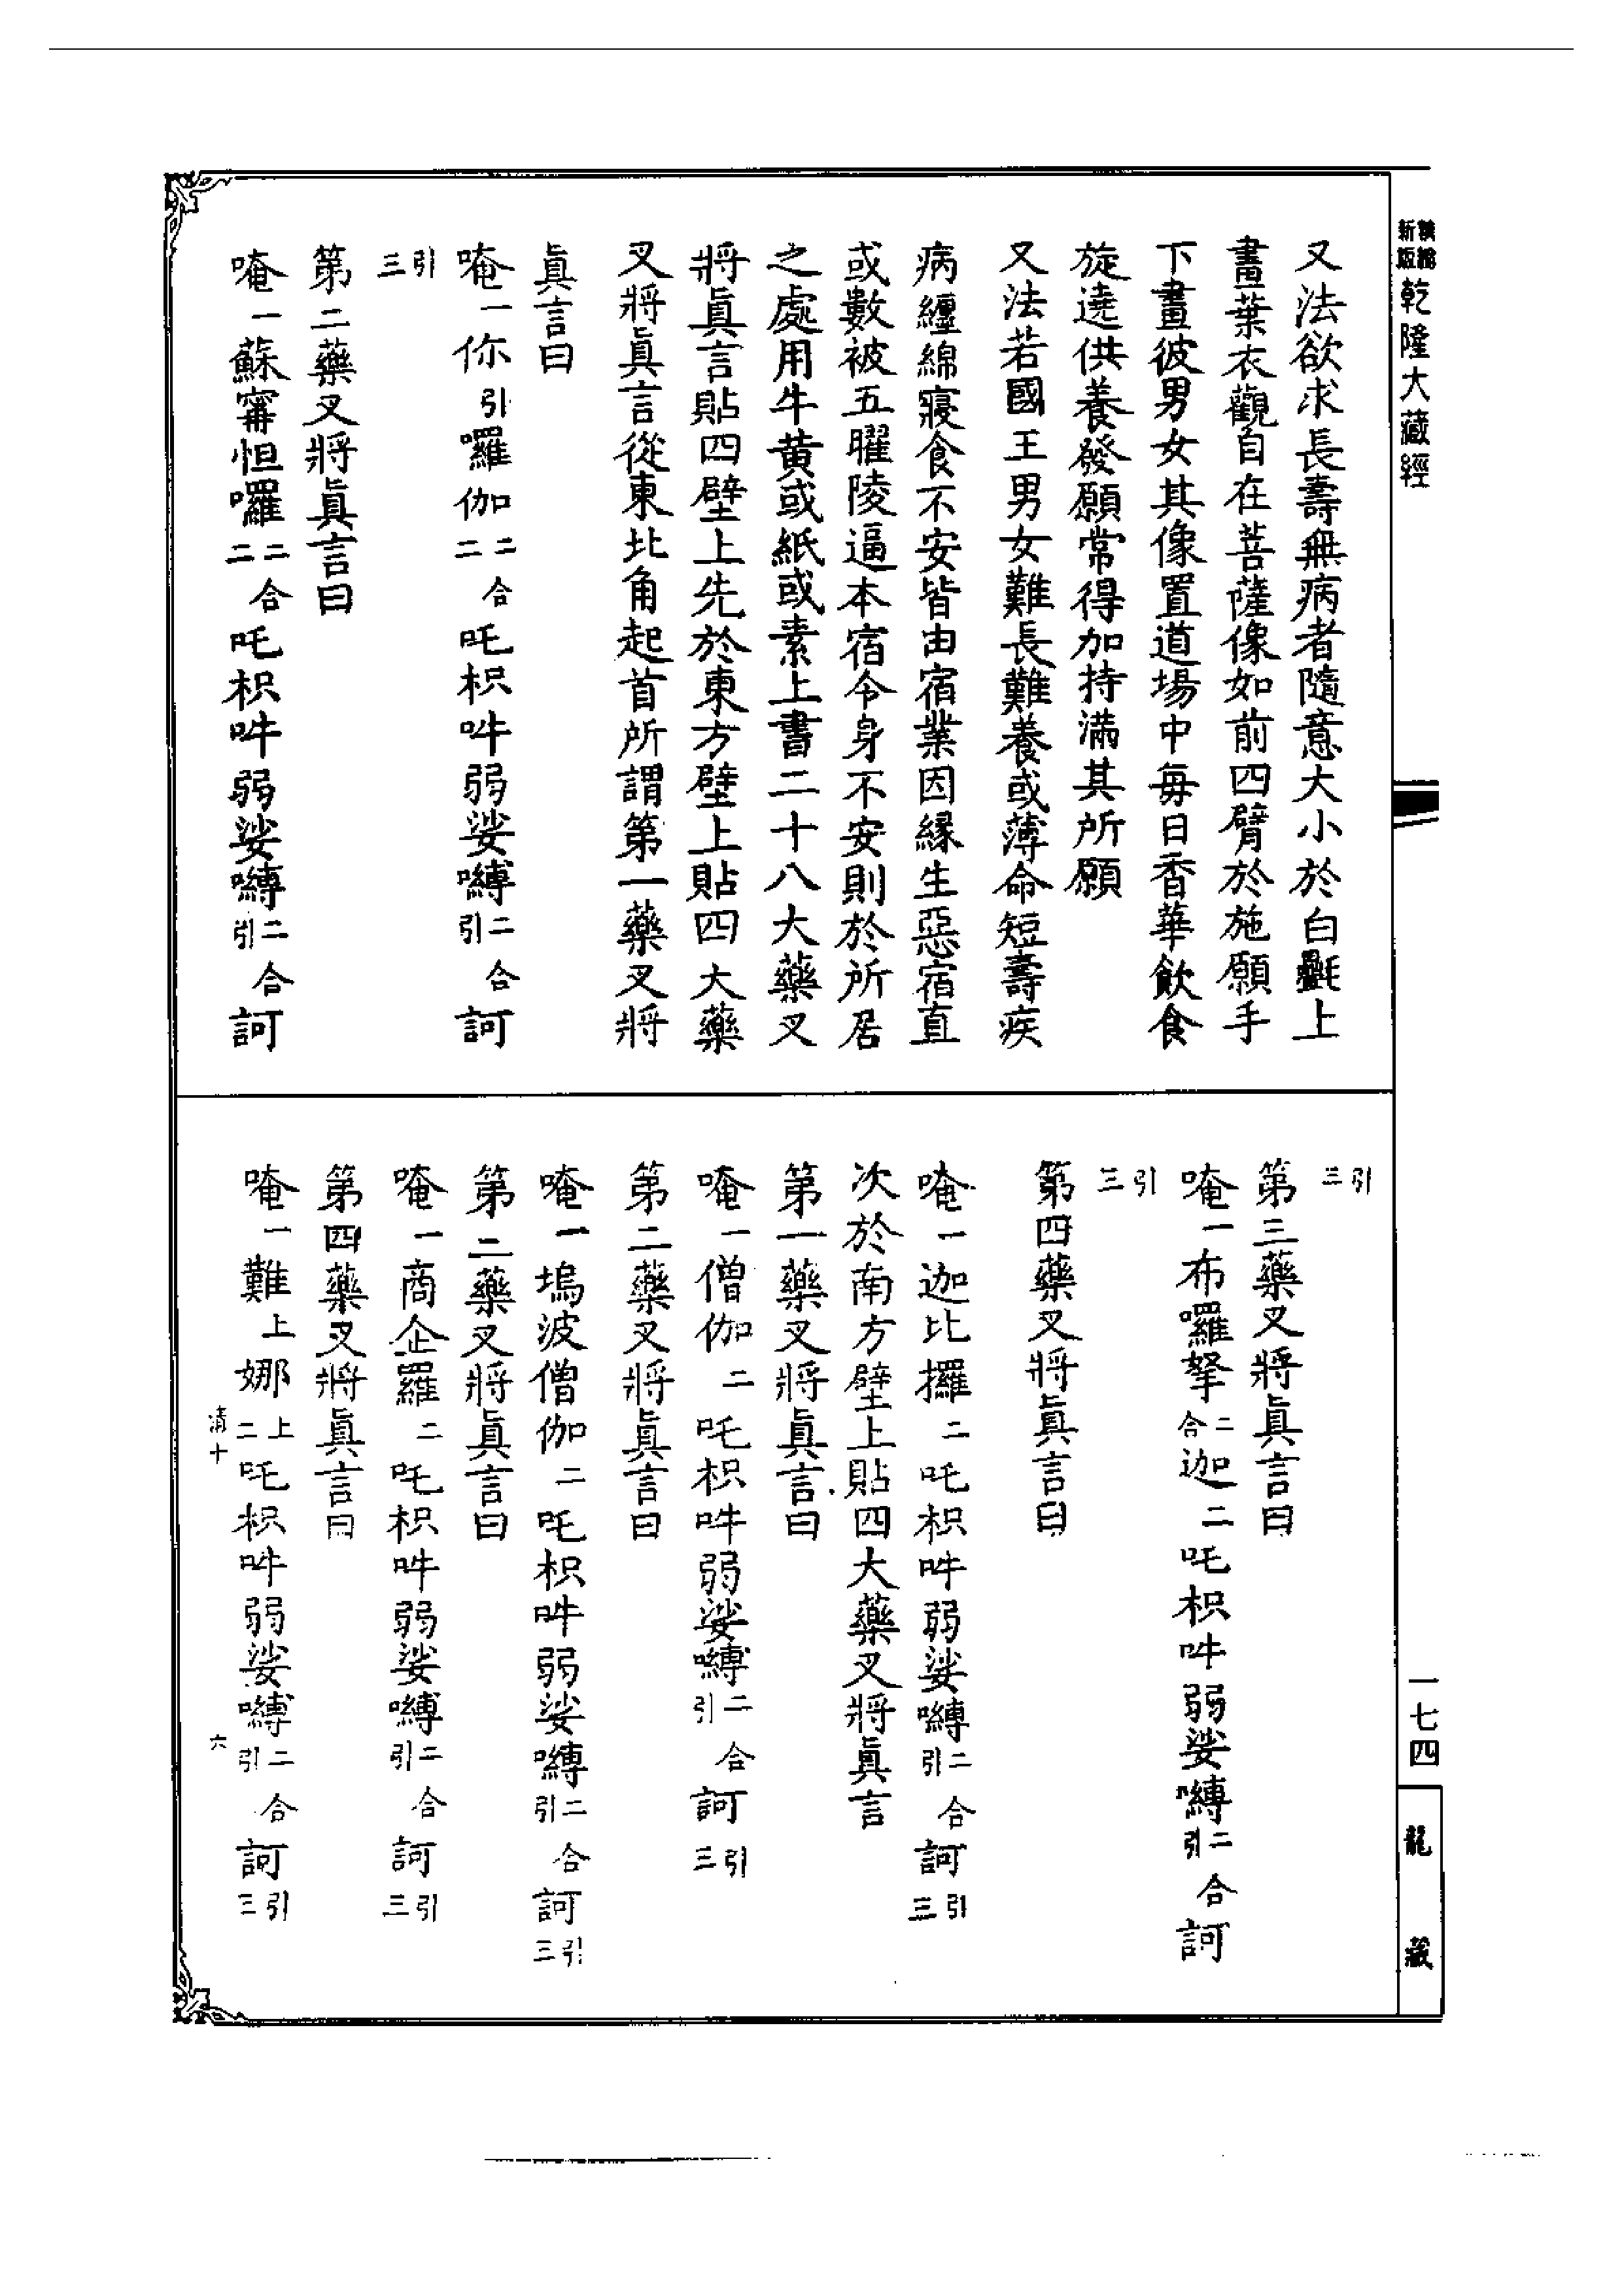 乾隆大藏經
又法欲求長壽無病者隨意大小於白㲲上
畫葉衣觀自在菩薩像如前四臂於施願手
下畫彼男女其像置道場中每日香華飲食
旋遶供養發願常得加持滿其所願
又法若國王男女難長難養或薄命短壽疾
病纏綿寢食不安皆由宿業因緣生惡宿直
或數被五曜陵逼本宿令身不安則於所居
之處用牛黃或紙或素上書二十八大藥叉
將真言貼四壁上先於東方壁上貼四大藥
叉將真言從東北角起首所謂第一藥叉將
真言曰
唵一你引囉伽二合二吒枳吽弱娑嚩二合引訶
引三
第二藥叉將真言曰
唵一蘇甯怛囉二合二吒枳吽弱娑嚩二合引訶
引三
第三藥叉將真言曰
唵一布囉拏二合迦二吒枳吽弱娑嚩二合引訶
引三
第四藥叉將真言曰
唵一迦比攞二吒枳吽弱娑嚩二合引訶引三
次於南方壁上貼四大藥叉將真言
第一藥叉將真言曰
唵一僧伽二吒枳吽弱娑嚩二合引訶引三
第二藥叉將真言曰
唵一塢波僧伽二吒枳吽弱娑嚩二合引訶引三
第二藥叉將真言曰
唵一商企羅二吒枳吽弱娑嚩二合引訶引三
第四藥叉將真言曰
唵一難上娜上二吒枳吽弱娑嚩二合引訶引三
清十 六
一七四
龍藏